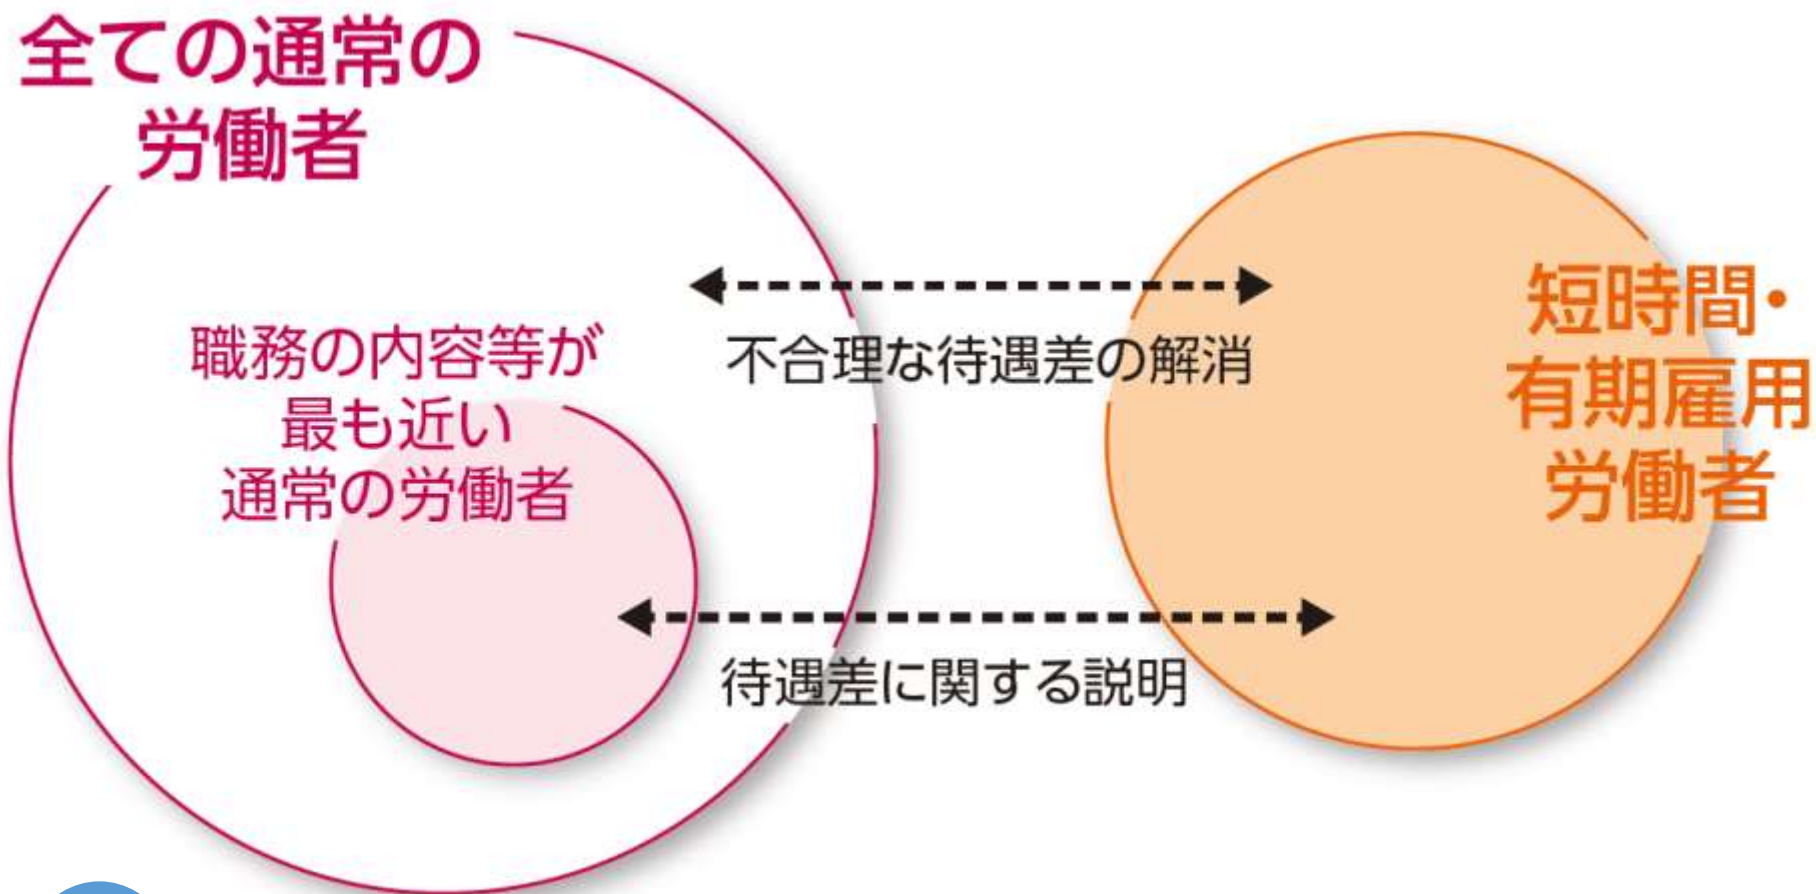 全ての通常の
労働者
職務の内容等が
最も近い
通常の労働者
不合理な待遇差の解消
待遇差に関する説明
短時間・
有期雇用
労働者